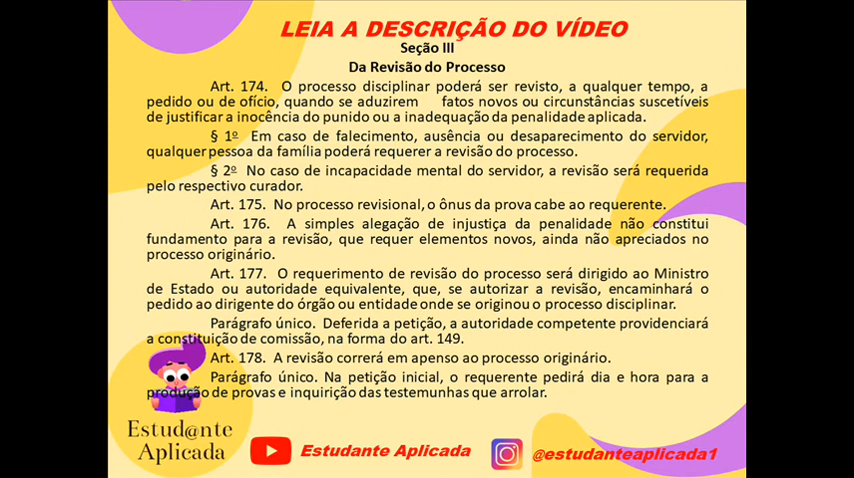 LEIA A DESCRIÇÃO DO VÍDEO
Seção III
Da Revisão do Processo
Art. 174. O processo disciplinar poderá ser revisto, a qualquer tempo, a
pedido ou de ofício, quando se aduzirem fatos novos ou circunstâncias suscetíveis
de justificar a inocência do punido ou a inadequação da penalidade aplicada.
§ 1º Em caso de falecimento, ausência ou desaparecimento do servidor,
qualquer pessoa da família poderá requerer a revisão do processo.
§ 2º No caso de incapacidade mental do servidor, a revisão será requerida
pelo respectivo curador.
Art. 175. No processo revisional, o ônus da prova cabe ao requerente.
Art. 176. A simples alegação de injustiça da penalidade não constitui
fundamento para a revisão, que requer elementos novos, ainda não apreciados no
processo originário.
Art. 177. O requerimento de revisão do processo será dirigido ao Ministro
de Estado ou autoridade equivalente, que, se autorizar a revisão, encaminhará o
pedido ao dirigente do órgão ou entidade onde se originou o processo disciplinar.
Parágrafo único. Deferida a petição, a autoridade competente providenciará
a constituição de comissão, na forma do art. 149.
Art. 178. A revisão correrá em apenso ao processo originário.
Parágrafo único. Na petição inicial, o requerente pedirá dia e hora para a
produção de provas e inquirição das testemunhas que arrolar.
Estud@nte
Aplicada
Estudante Aplicada
@estudanteaplicada1